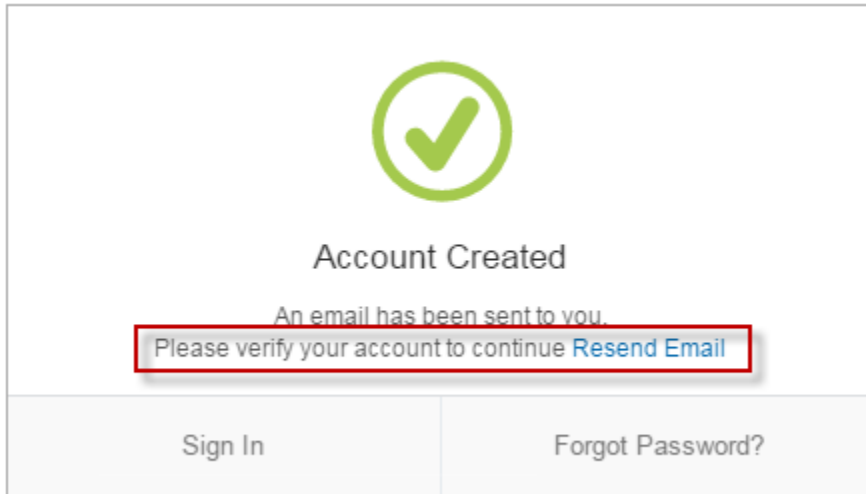 Account Created
An email has been sent to you.
Please verify your account to continue Resend Email
Sign In
Forgot Password?